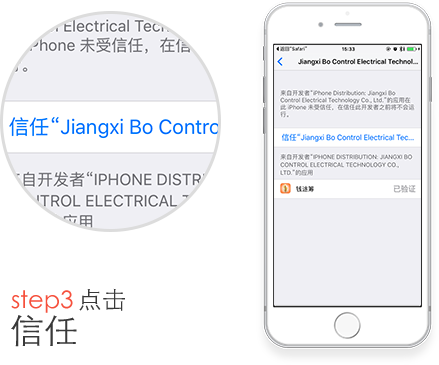 l Electrical Techno
iPhone 未受信任，在信
信任“Jiangxi Bo Contro
来自开发者“IPHONE DISTRI
ONTROL ELECTRICAL T
的应用
step3 点击
信任
返回"Safari"
15:33
Jiangxi Bo Control Electrical Technol...
来自开发者"iPhone Distribution: Jiangxi Bo
Control Electrical Technology Co., Ltd."的应用在
此 iPhone 未受信任，在信任此开发者之前将不会运
行。
信任"Jiangxi Bo Control Electrical Tec...
来自开发者"IPHONE DISTRIBUTION: JIANGXI BO
CONTROL ELECTRICAL TECHNOLOGY CO.,
LTD."的应用
钱途筹 已验证